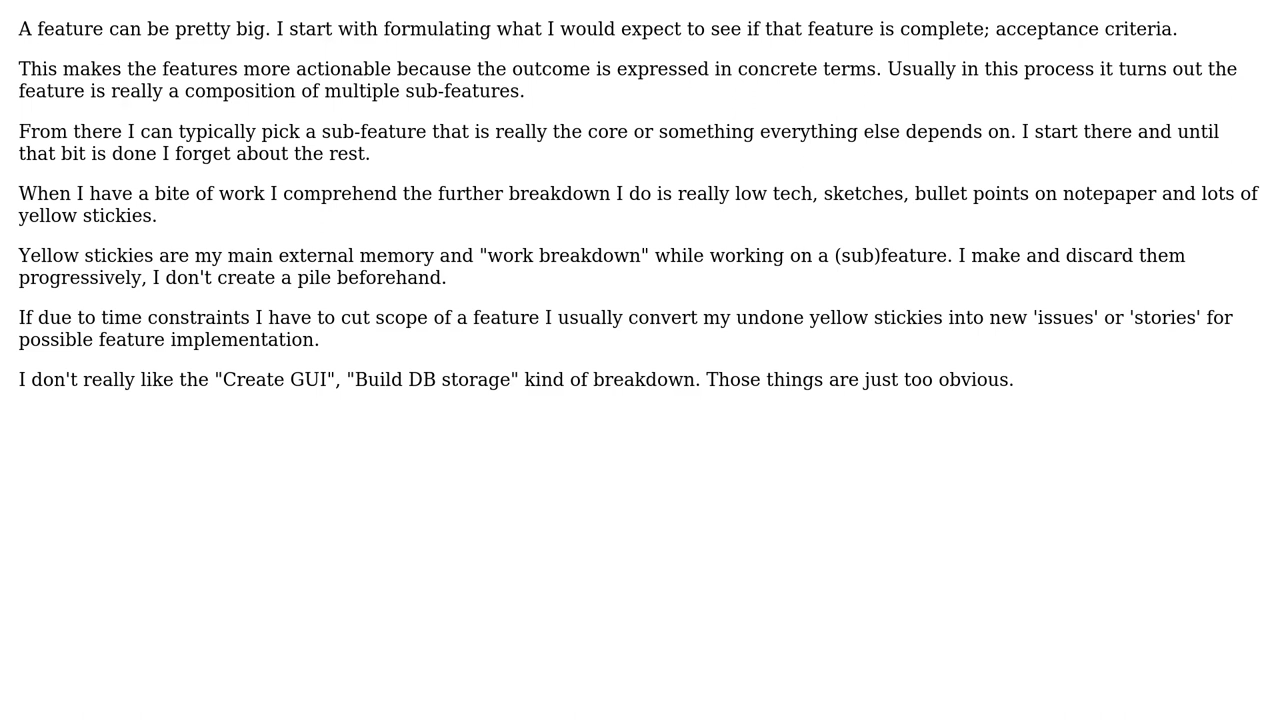 A feature can be pretty big. I start with formulating what I would expect to see if that feature is complete; acceptance criteria.
This makes the features more actionable because the outcome is expressed in concrete terms. Usually in this process it turns out the
feature is really a composition of multiple sub-features.
From there I can typically pick a sub-feature that is really the core or something everything else depends on. I start there and until
that bit is done I forget about the rest.
When I have a bite of work I comprehend the further breakdown I do is really low tech, sketches, bullet points on notepaper and lots of
yellow stickies.
Yellow stickies are my main external memory and "work breakdown" while working on a (sub)feature. I make and discard them
progressively, I don't create a pile beforehand.
If due to time constraints I have to cut scope of a feature I usually convert my undone yellow stickies into new 'issues' or 'stories' for
possible feature implementation.
I don't really like the "Create GUI", "Build DB storage" kind of breakdown. Those things are just too obvious.